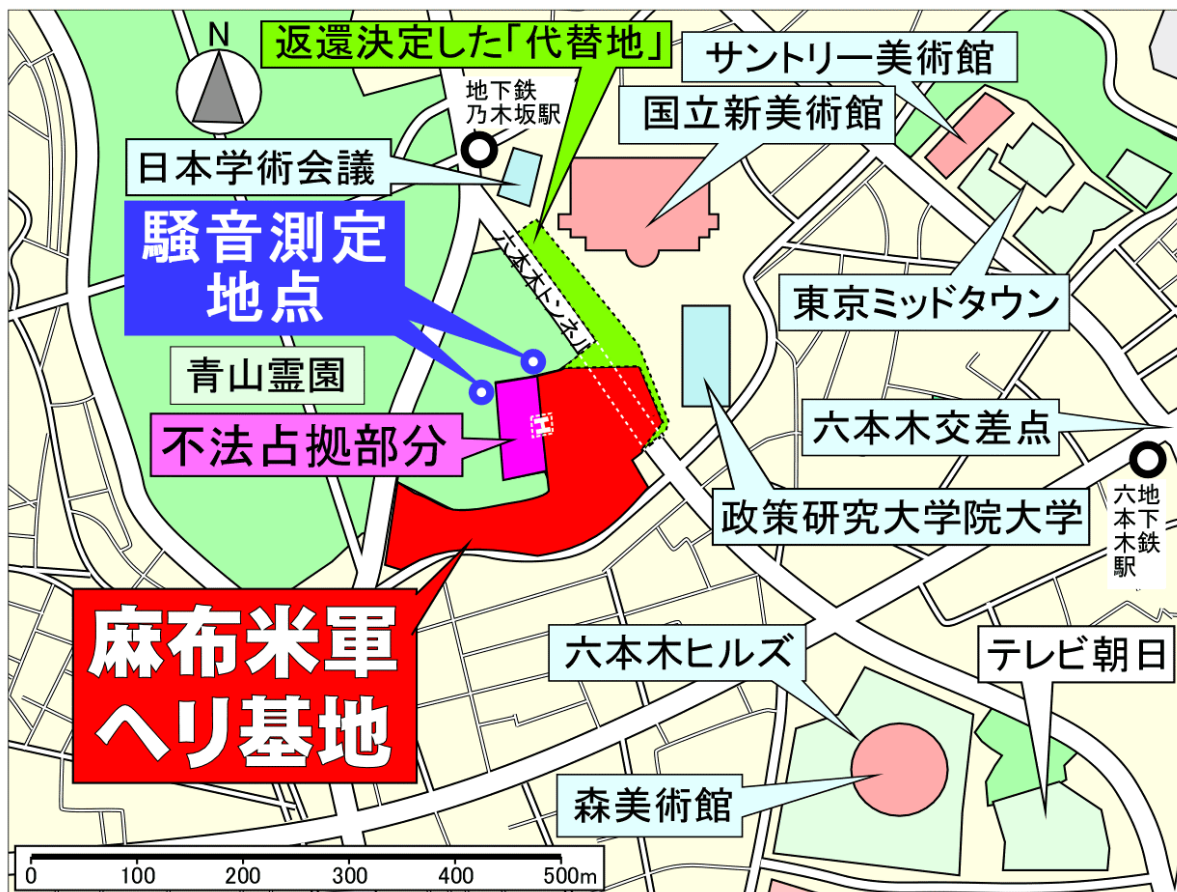 N
返還決定した「代替地」
サントリー美術館
地下鉄
乃木坂駅
国立新美術館
日本学術会議
騒音測定
地点
六本木トンネル
東京ミッドタウン
青山霊園
不法占拠部分
H
六本木交差点
政策研究大学院大学
地下鉄
六本木駅
麻布米軍
ヘリ基地
六本木ヒルズ
テレビ朝日
森美術館
0 100 200 300 400 500m